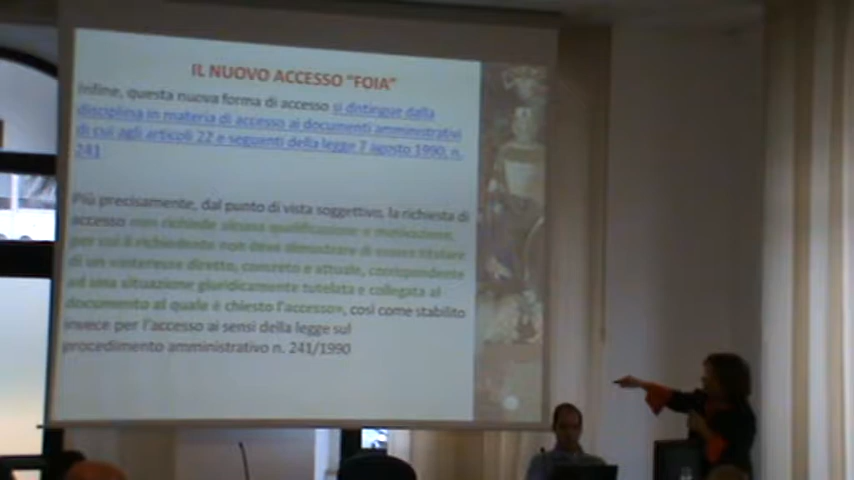 IL NUOVO ACCESSO "FOIA"
Infine, questa nuova forma di accesso si distingue dalla
disciplina in materia di accesso ai documenti amministrativi
di cui agli articoli 22 e seguenti della legge 7 agosto 1990, n.
241
Più precisamente, dal punto di vista soggettivo, la richiesta di
accesso non richiede alcuna qualificazione e motivazione,
per cui il richiedente non deve dimostrare di essere titolare
di un «interesse diretto, concreto e attuale, corrispondente
ad una situazione giuridicamente tutelata e collegata al
documento al quale è chiesto l'accesso», così come stabilito
invece per l'accesso ai sensi della legge sul
procedimento amministrativo n. 241/1990